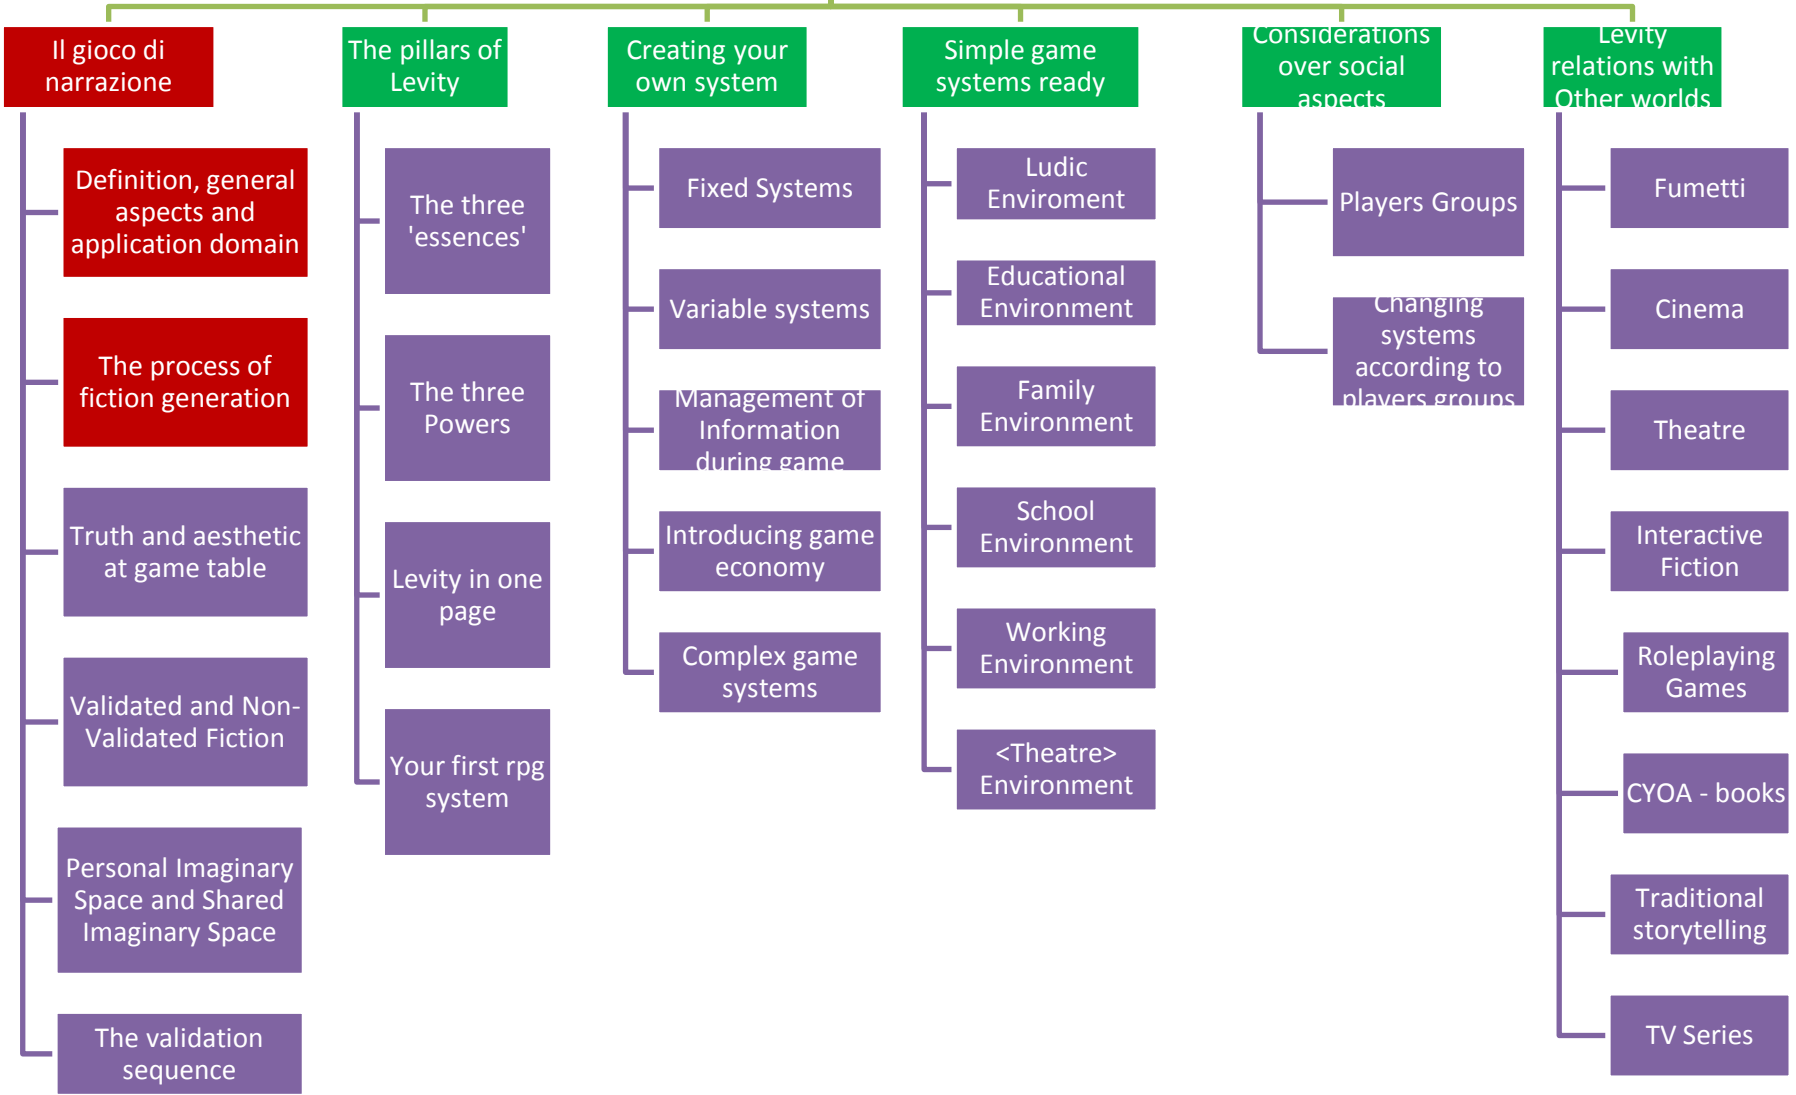 Il gioco di
narrazione
Definition, general
aspects and
application domain
The process of
fiction generation
Truth and aesthetic
at game table
Validated and Non-
Validated Fiction
Personal Imaginary
Space and Shared
Imaginary Space
The validation
sequence
The pillars of
Levity
The three
'essences'
The three
Powers
Levity in one
page
Your first rpg
system
Creating your
own system
Fixed Systems
Variable systems
Management of
Information
during game
Introducing game
economy
Complex game
systems
Simple game
systems ready
Ludic
Enviroment
Educational
Environment
Family
Environment
School
Environment
Working
Environment
<Theatre>
Environment
Considerations
over social
aspects
Players Groups
Changing
systems
according to
players groups
Levity
relations with
Other worlds
Fumetti
Cinema
Theatre
Interactive
Fiction
Roleplaying
Games
CYOA - books
Traditional
storytelling
TV Series